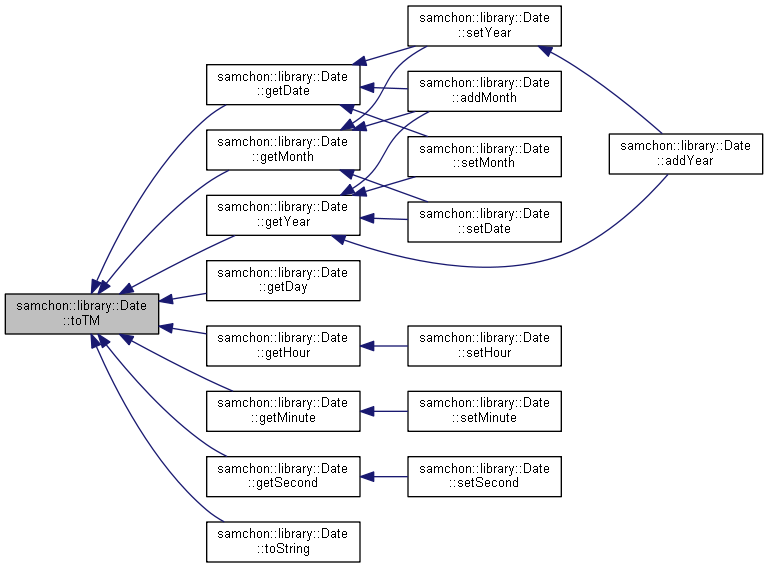 samchon::library::Date
::setYear
samchon::library::Date
::getDate
samchon::library::Date
::addMonth
samchon::library::Date
::getMonth
samchon::library::Date
::setMonth
samchon::library::Date
::addYear
samchon::library::Date
::getYear
samchon::library::Date
::setDate
samchon::library::Date
::getDay
samchon::library::Date
::toTM
samchon::library::Date
::getHour
samchon::library::Date
::setHour
samchon::library::Date
::getMinute
samchon::library::Date
::setMinute
samchon::library::Date
::getSecond
samchon::library::Date
::setSecond
samchon::library::Date
::toString